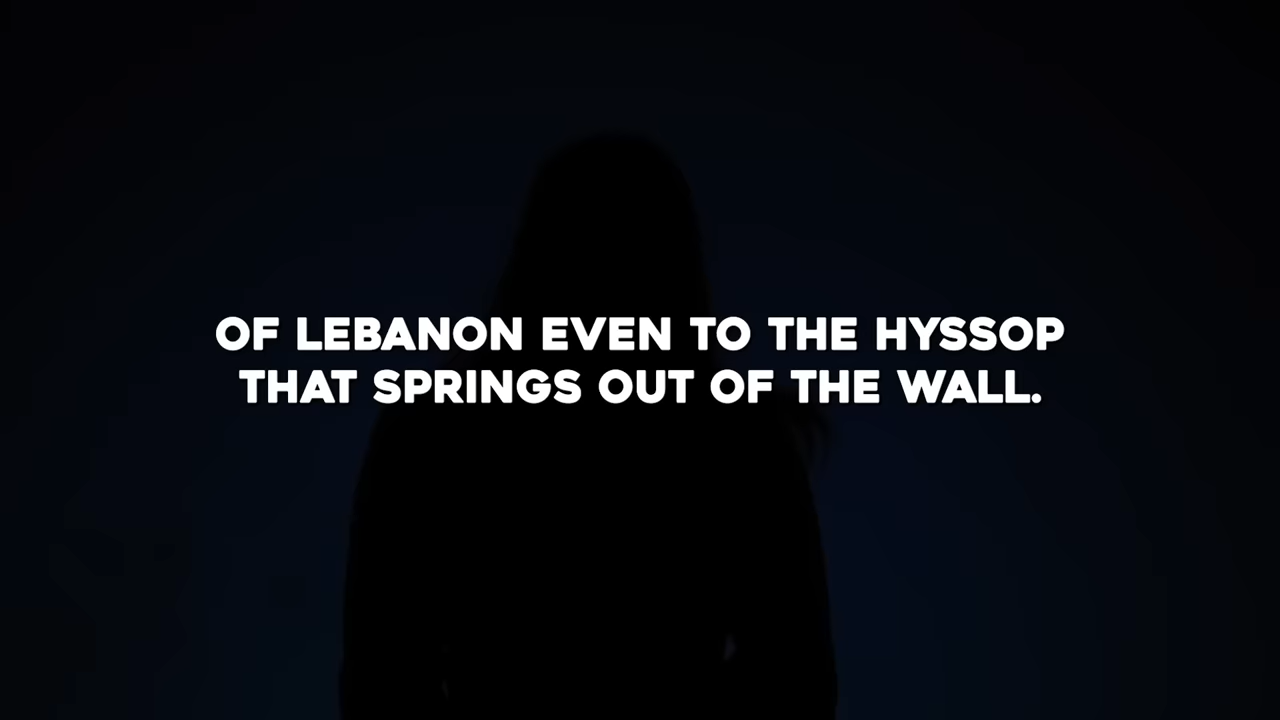 OF LEBANON EVEN TO THE HYSSOP
THAT SPRINGS OUT OF THE WALL.